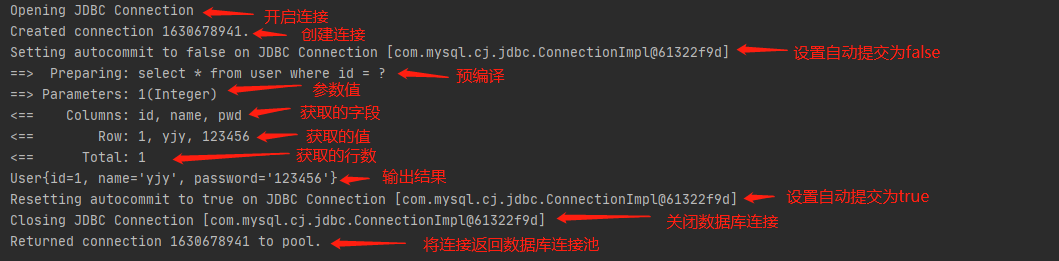 Opening JDBC Connection 开启连接
Created connection 1630678941. 创建连接
Setting autocommit to false on JDBC Connection [com.mysql.cj.jdbc.ConnectionImpl@61322f9d] 设置自动提交为false
==>  Preparing: select * from user where id = ? 预编译
==> Parameters: 1(Integer) 参数值
<==    Columns: id, name, pwd 获取的字段
<==        Row: 1, yjy, 123456 获取的值
<==      Total: 1 获取的行数
User{id=1, name='yjy', password='123456'} 输出结果
Resetting autocommit to true on JDBC Connection [com.mysql.cj.jdbc.ConnectionImpl@61322f9d] 设置自动提交为true
Closing JDBC Connection [com.mysql.cj.jdbc.ConnectionImpl@61322f9d] 关闭数据库连接
Returned connection 1630678941 to pool. 将连接返回数据库连接池